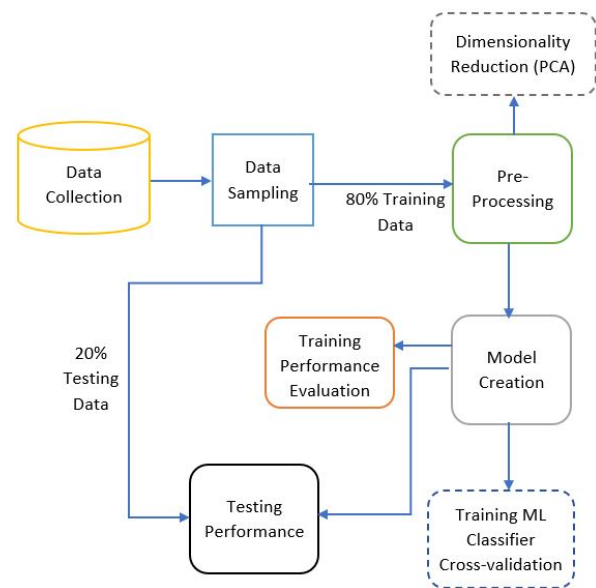 Dimensionality
Reduction (PCA)
Data
Collection
Data
Sampling
80% Training
Data
Pre-
Processing
20%
Testing
Data
Training
Performance
Evaluation
Model
Creation
Testing
Performance
Training ML
Classifier
Cross-validation